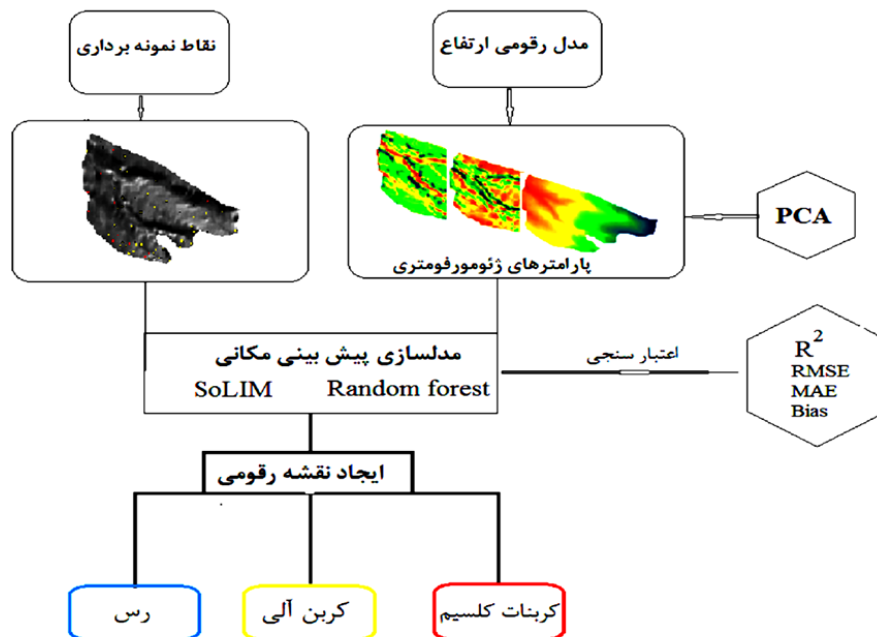 نقاط نمونه برداری
مدل رقومی ارتفاع
پارامترهای ژئومورفومتری
PCA
مدلسازی پیش بینی مکانی
SoLIM Random forest
اعتبار سنجی
R²
RMSE
MAE
Bias
ایجاد نقشه رقومی
رس
کربن آلی
کربنات کلسیم